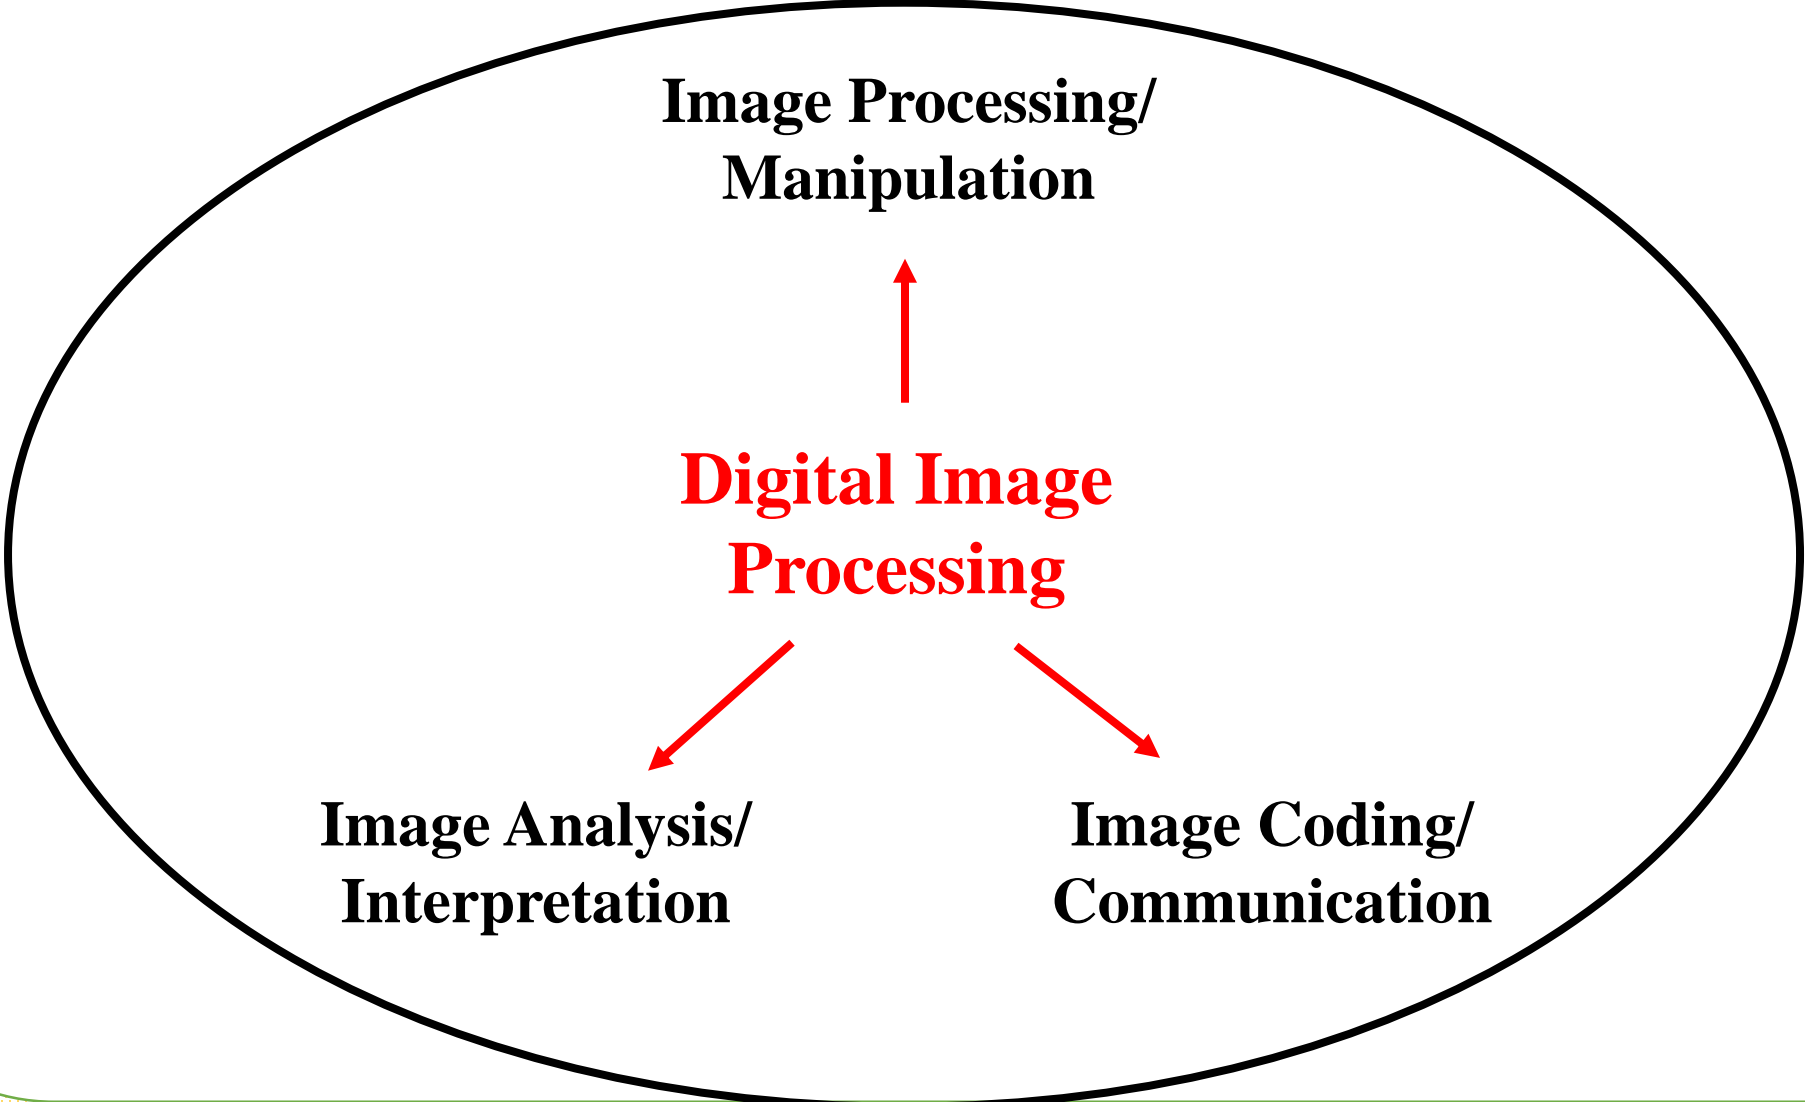 Image Processing/
Manipulation
Digital Image
Processing
Image Analysis/
Interpretation
Image Coding/
Communication